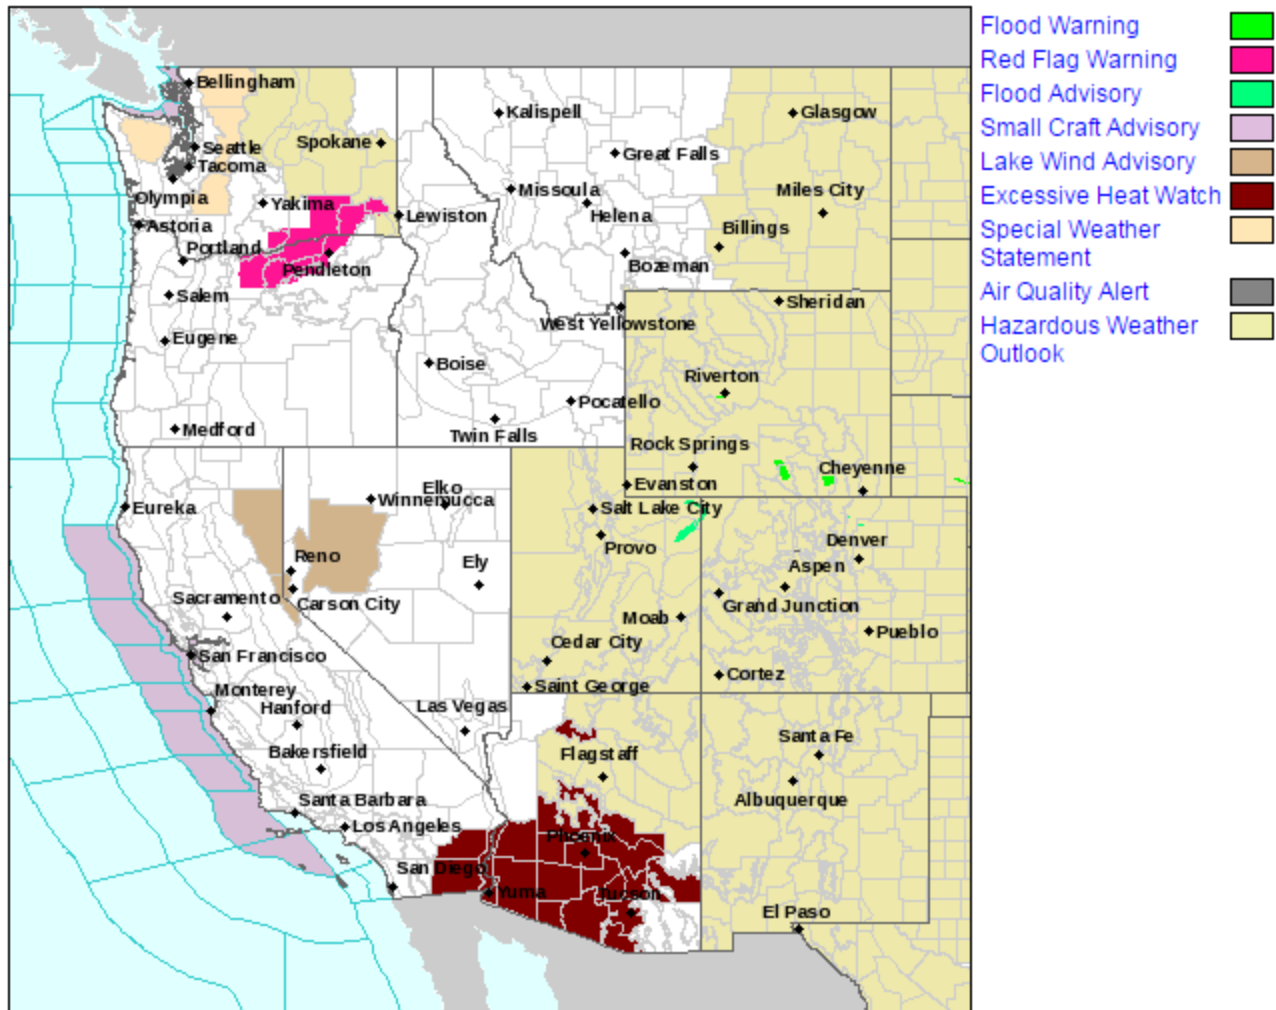 Flood Warning
Red Flag Warning
Flood Advisory
Small Craft Advisory
Lake Wind Advisory
Excessive Heat Watch
Special Weather
Statement
Air Quality Alert
Hazardous Weather
Outlook
Bellingham
Kalispell
Glasgow
Seattle
Spokane
Great Falls
Tacoma
Missoula
Miles City
Olympia
Yakima
Lewiston
Helena
Astoria
Billings
Portland
Pendleton
Bozeman
Salem
Sheridan
West Yellowstone
Eugene
Boise
Riverton
Pocatello
Medford
Twin Falls
Rock Springs
Cheyenne
Evanston
Elko
Winnemucca
Eureka
Salt Lake City
Provo
Denver
Reno
Ely
Aspen
Sacramento
Carson City
Grand Junction
Moab
Pueblo
Cedar City
San Francisco
Cortez
Saint George
Monterey
Hanford
Las Vegas
Santa Fe
Bakersfield
Flagstaff
Albuquerque
Santa Barbara
Los Angeles
Phoenix
San Diego
Yuma
Tucson
El Paso